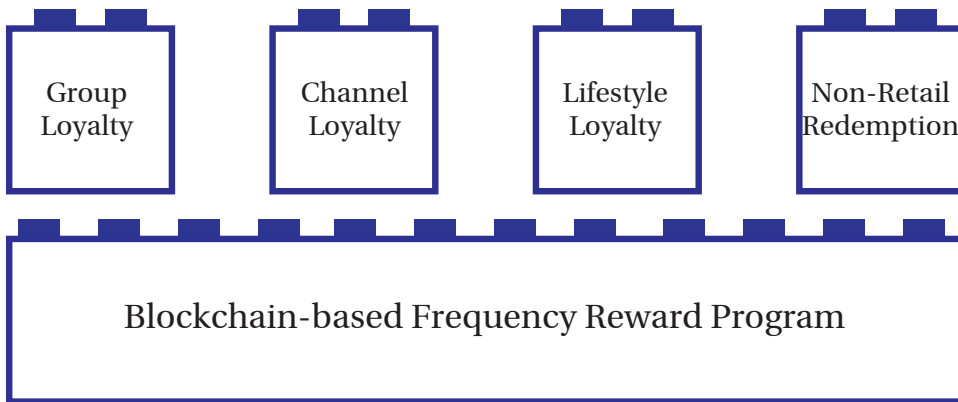 Group
Loyalty
Channel
Loyalty
Lifestyle
Loyalty
Non-Retail
Redemption
Blockchain-based Frequency Reward Program